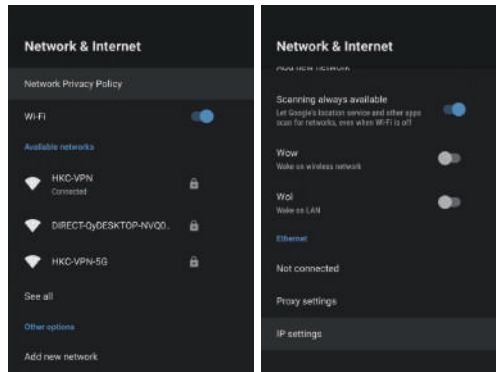 Network & Internet
Network Privacy Policy
Wi-Fi
Available networks
HKC-VPN
Connected
DIRECT-QyDESKTOP-NVQ0..
HKC-VPN-5G
See all
Other options
Add new network
Network & Internet
Add new network
Scanning always available
Let Google's location service and other apps
scan for networks, even when Wi-Fi is off
Wow
Wake on wireless network
Wol
Wake on LAN
Ethernet
Not connected
Proxy settings
IP settings